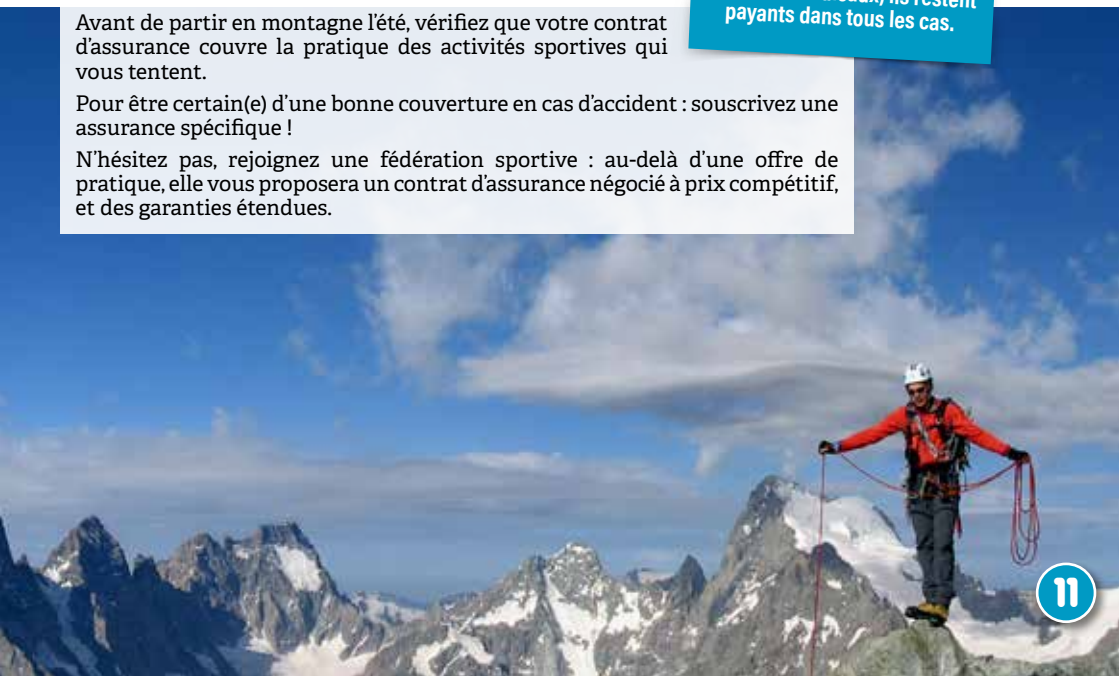 Avant de partir en montagne l'été, vérifiez que votre contrat
d'assurance couvre la pratique des activités sportives qui
vous tentent.
Pour être certain(e) d'une bonne couverture en cas d'accident : souscrivez une
assurance spécifique !
N'hésitez pas, rejoignez une fédération sportive : au-delà d'une offre de
pratique, elle vous proposera un contrat d'assurance négocié à prix compétitif,
et des garanties étendues.
ils restent
payants dans tous les cas.
11